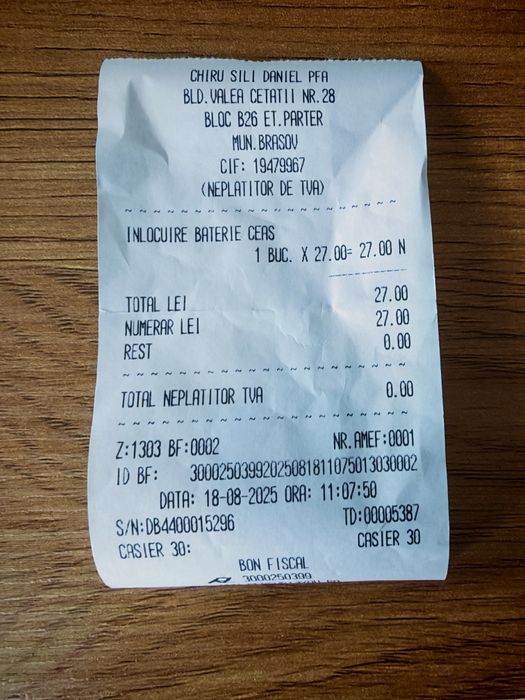 CHIRU SILI DANIEL PFA
BLD.VALEA CETATII NR.28
BLOC B26 ET.PARTER
MUN.BRASOV
CIF: 19479967
(NEPLATITOR DE TVA)
~ ~ ~ ~ ~ ~ ~ ~ ~ ~ ~ ~ ~ ~ ~ ~ ~ ~ ~ ~
INLOCUIRE BATERIE CEAS
1 BUC. X 27.00= 27.00 N
TOTAL LEI 27.00
NUMERAR LEI 27.00
REST 0.00
~ ~ ~ ~ ~ ~ ~ ~ ~ ~ ~ ~ ~ ~ ~ ~ ~ ~ ~ ~
TOTAL NEPLATITOR TVA 0.00
~ ~ ~ ~ ~ ~ ~ ~ ~ ~ ~ ~ ~ ~ ~ ~ ~ ~ ~ ~
Z:1303 BF:0002 NR.AMEF:0001
ID BF: 3000250399202508181107501303​0002
DATA: 18-08-2025 ORA: 11:07:50
S/N:DB4400015296 TD:00005387
CASIER 30: CASIER 30
BON FISCAL
3000250399